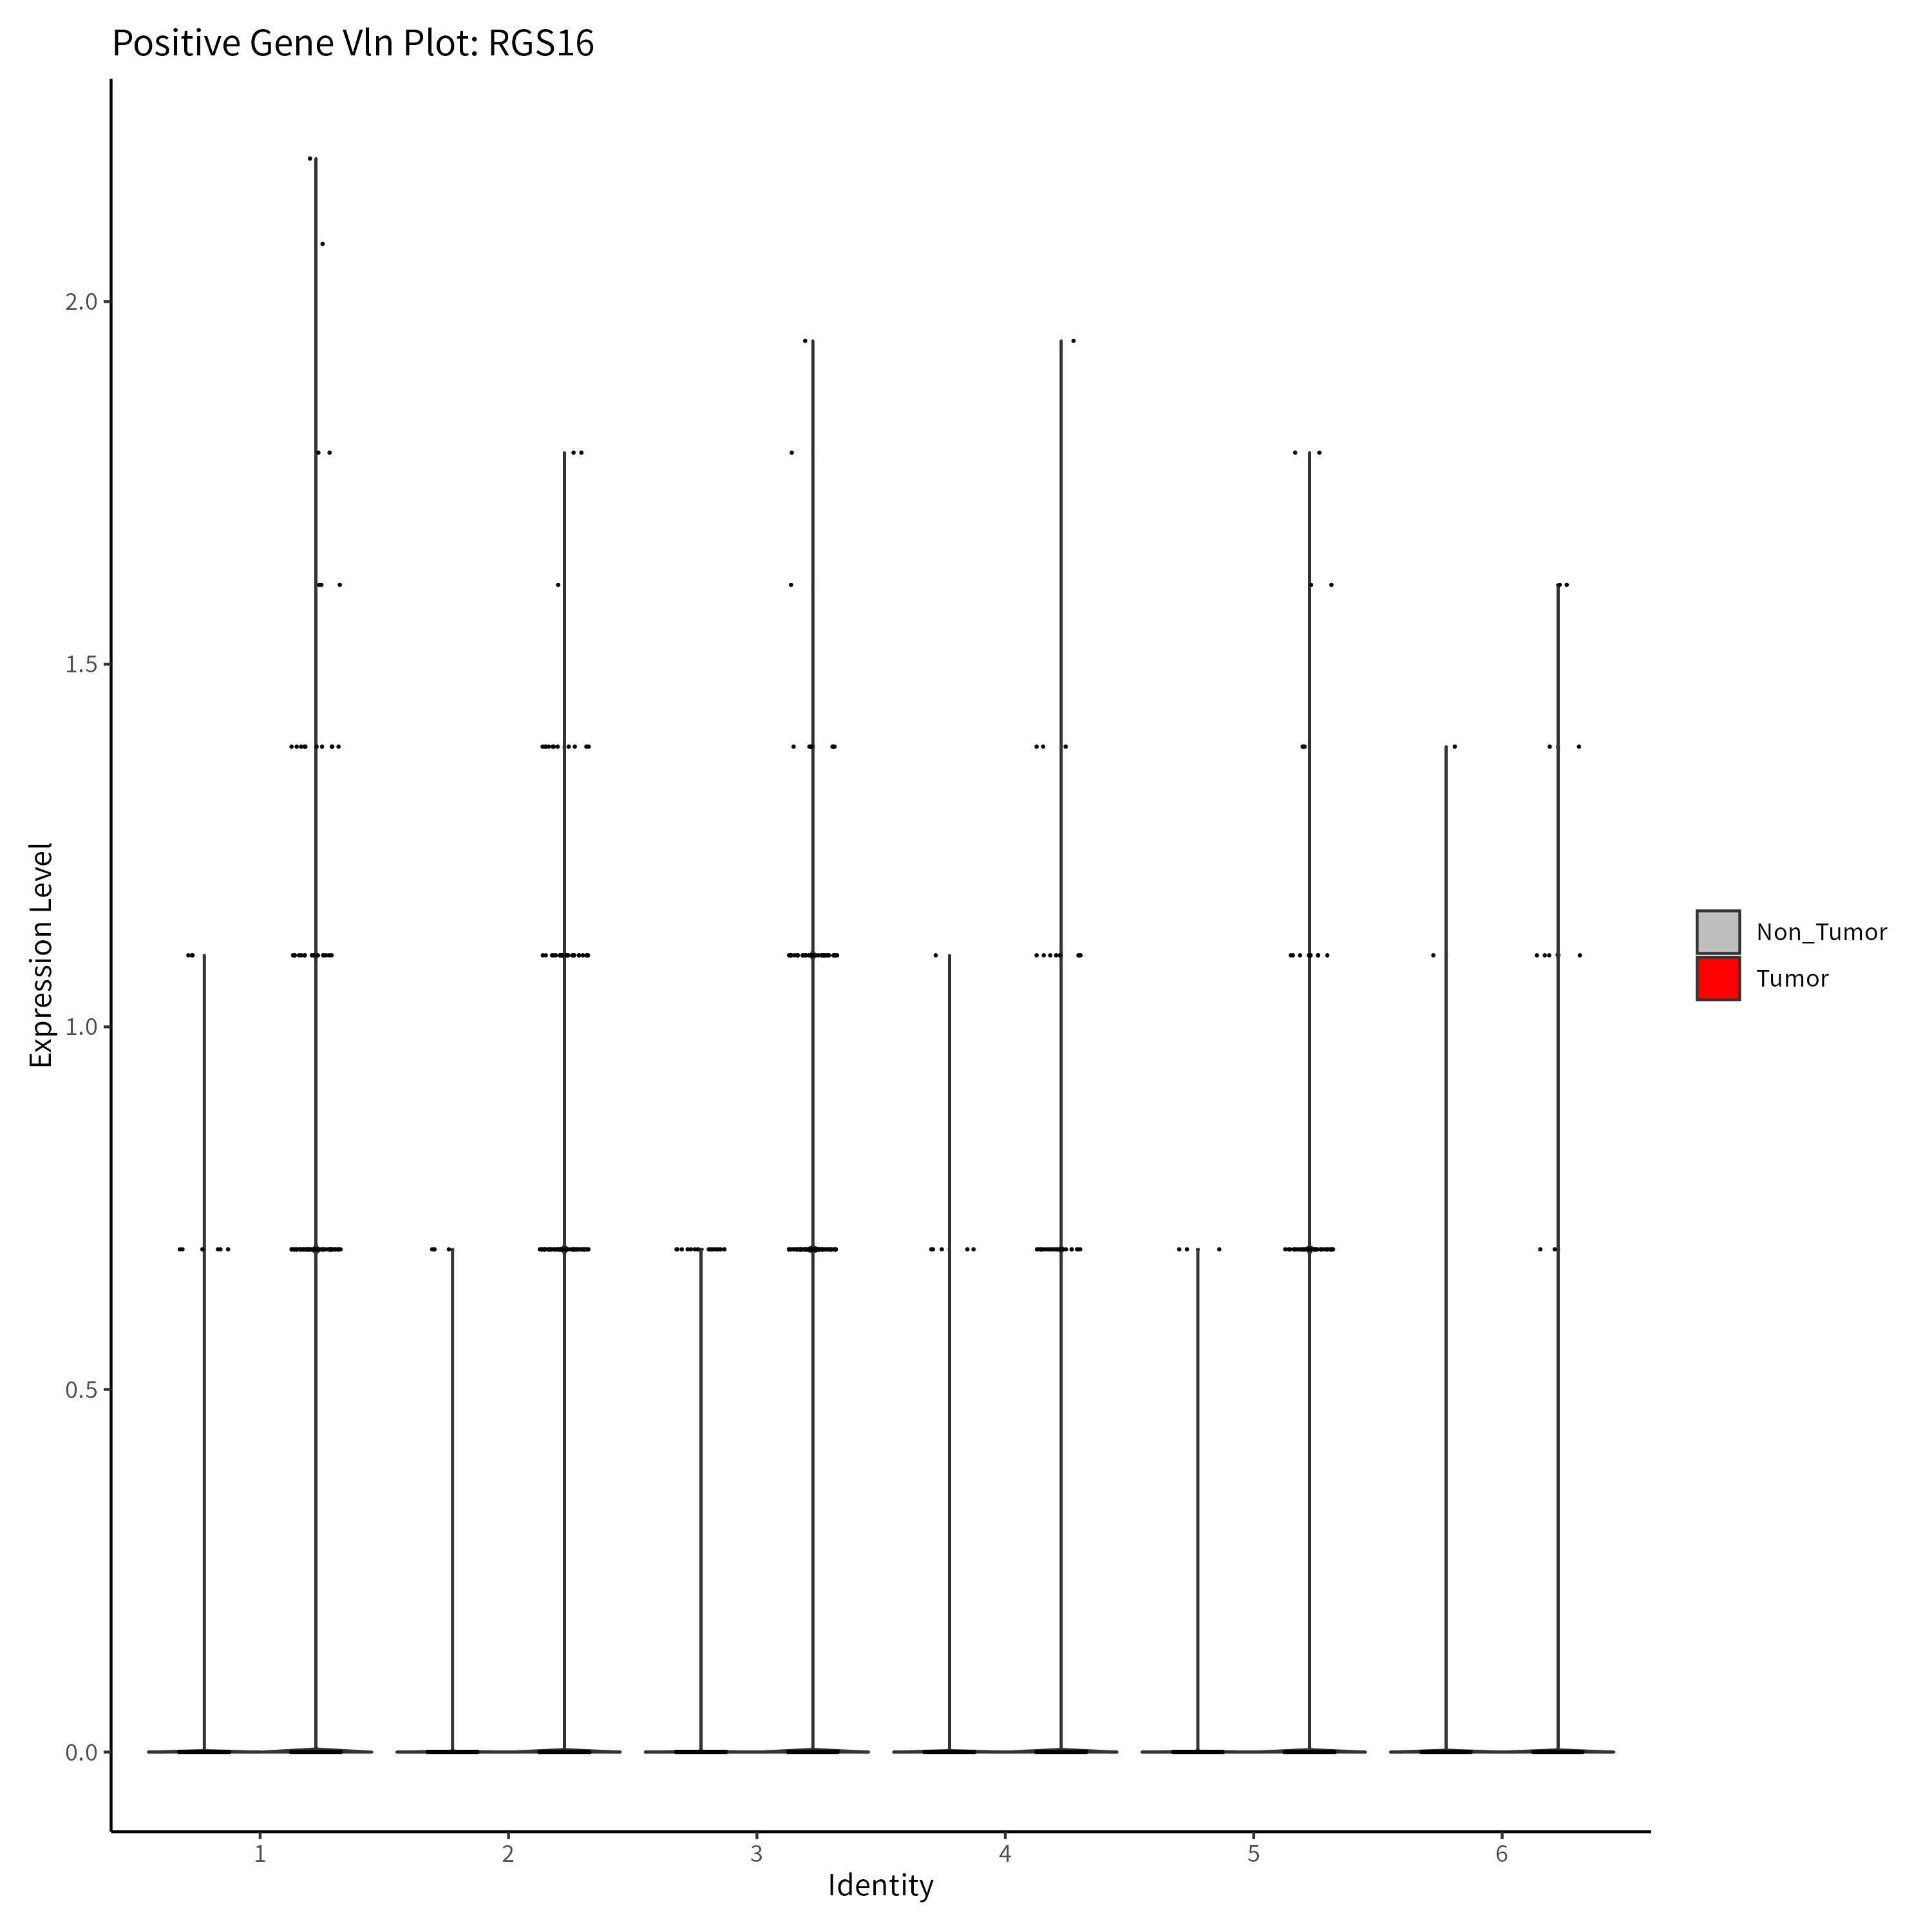 Positive Gene Vln Plot: RGS16
Expression Level
2.0
1.5
1.0
0.5
0.0
1 2 3 4 5 6
Identity
Non_Tumor
Tumor